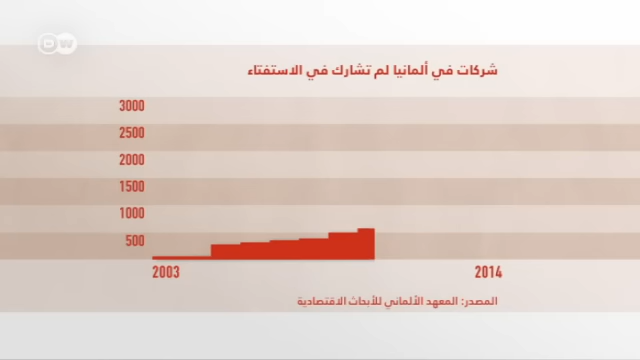 DW
شركات في ألمانيا لم تشارك في الاستفتاء
3000
2500
2000
1500
1000
500
2003 2014
المصدر: المعهد الألماني للأبحاث الاقتصادية